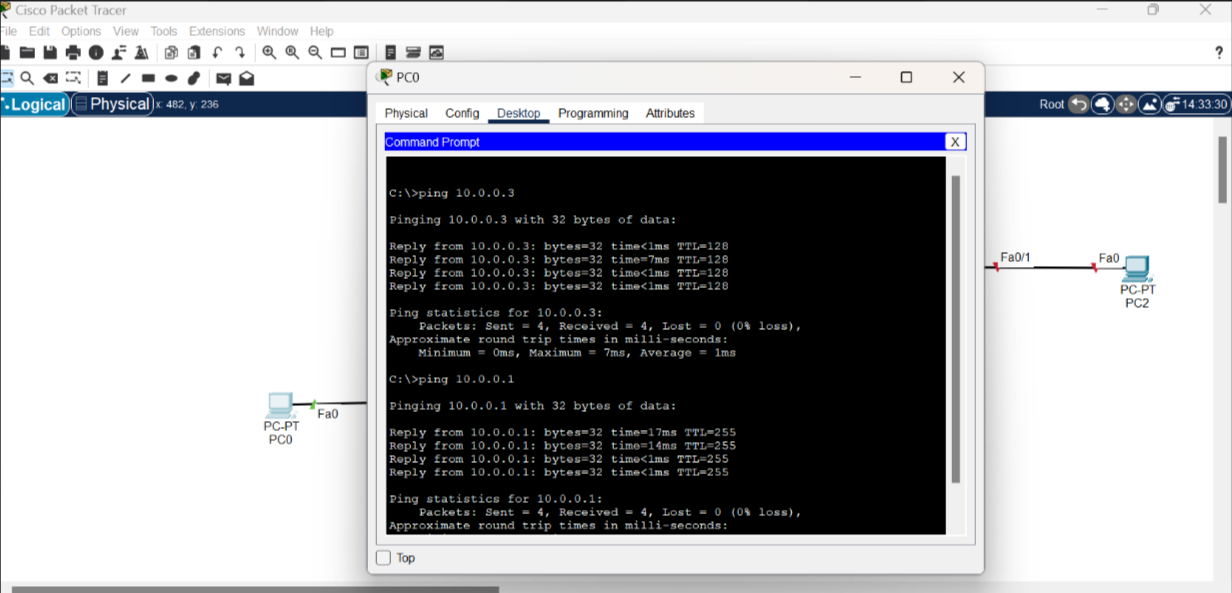 Cisco Packet Tracer
File Edit Options View Tools Extensions Window Help
?
Logical Physical x: 482, y: 236
Root 14:33:30
PC0
Physical Config Desktop Programming Attributes
Command Prompt X
C:\>ping 10.0.0.3
Pinging 10.0.0.3 with 32 bytes of data:
Reply from 10.0.0.3: bytes=32 time<1ms TTL=128
Reply from 10.0.0.3: bytes=32 time=7ms TTL=128
Reply from 10.0.0.3: bytes=32 time<1ms TTL=128
Reply from 10.0.0.3: bytes=32 time<1ms TTL=128
Ping statistics for 10.0.0.3:
Packets: Sent = 4, Received = 4, Lost = 0 (0% loss),
Approximate round trip times in milli-seconds:
Minimum = 0ms, Maximum = 7ms, Average = 1ms
C:\>ping 10.0.0.1
Pinging 10.0.0.1 with 32 bytes of data:
Reply from 10.0.0.1: bytes=32 time=17ms TTL=255
Reply from 10.0.0.1: bytes=32 time=14ms TTL=255
Reply from 10.0.0.1: bytes=32 time<1ms TTL=255
Reply from 10.0.0.1: bytes=32 time<1ms TTL=255
Ping statistics for 10.0.0.1:
Packets: Sent = 4, Received = 4, Lost = 0 (0% loss),
Approximate round trip times in milli-seconds:
Top
Fa0/1
Fa0
PC-PT
PC2
Fa0
PC-PT
PC0